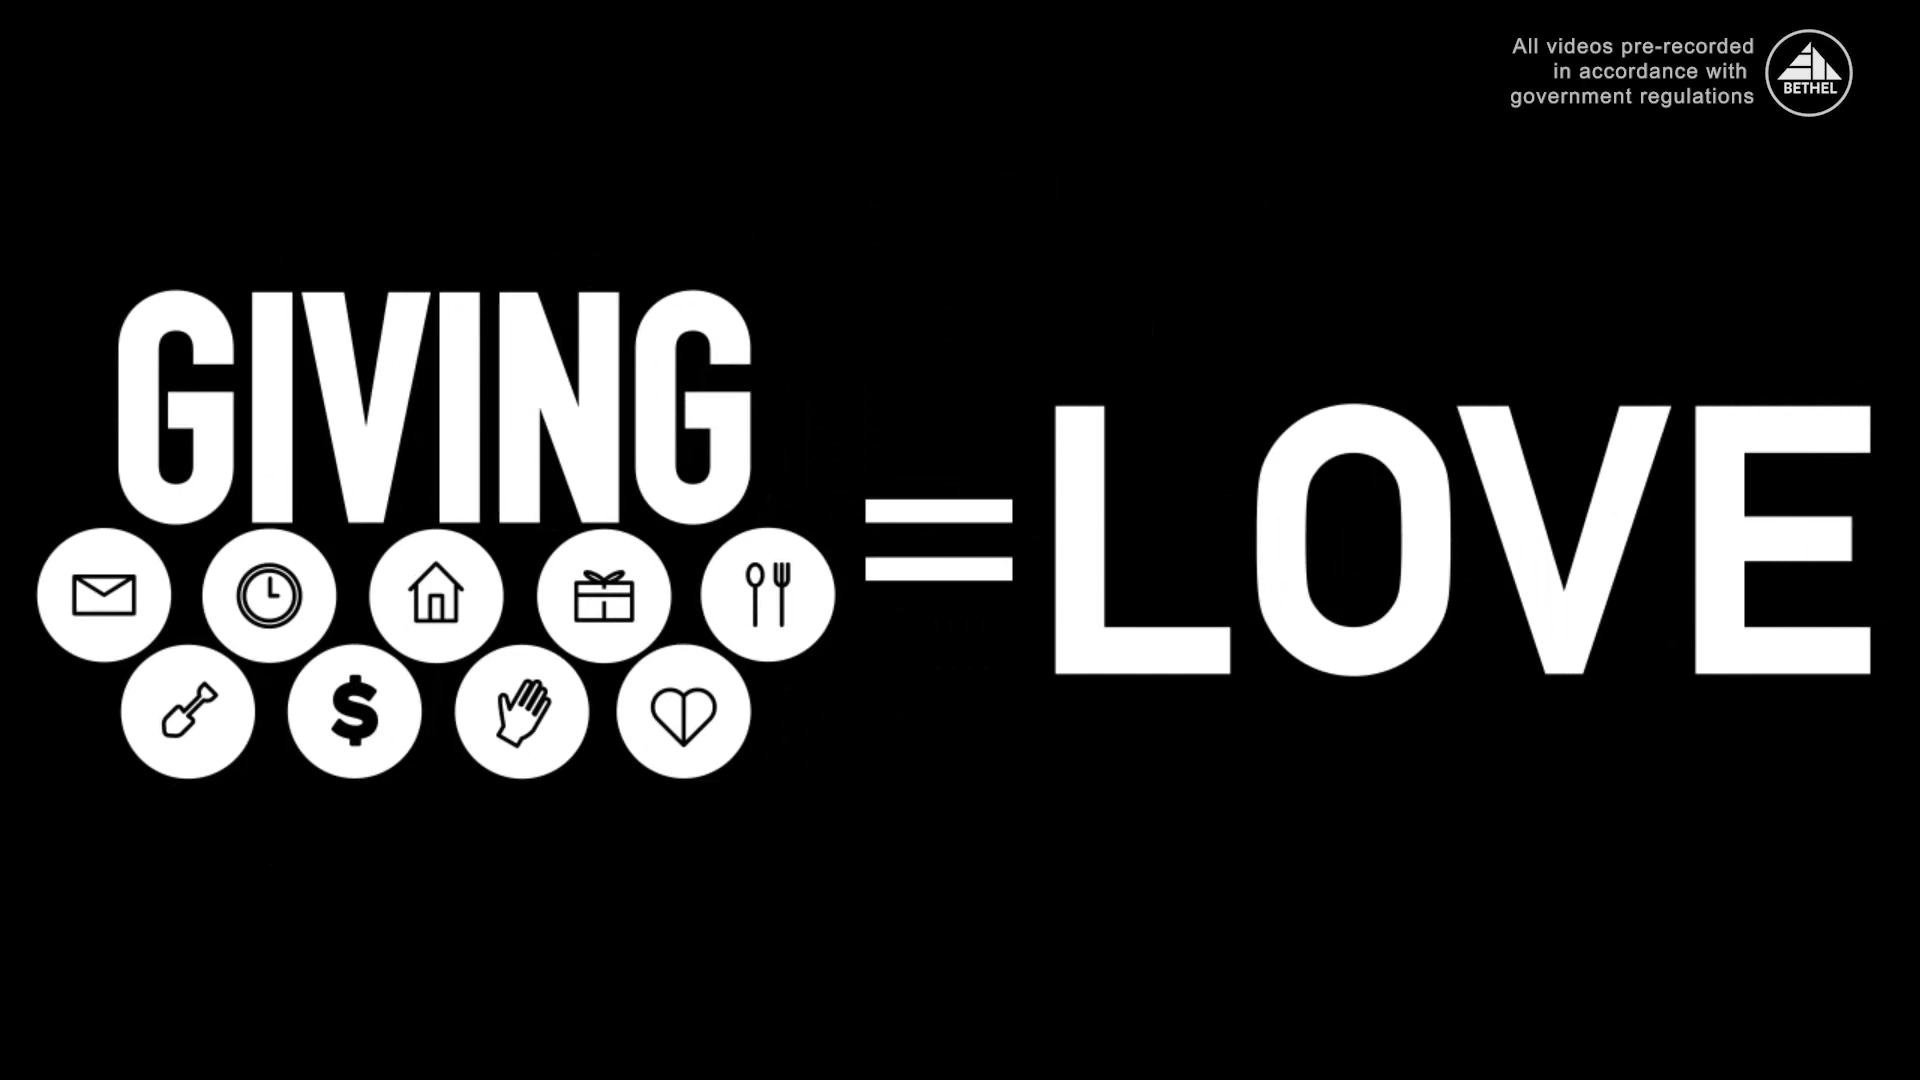 All videos pre-recorded
in accordance with
government regulations
BETHEL
GIVING
= LOVE
$